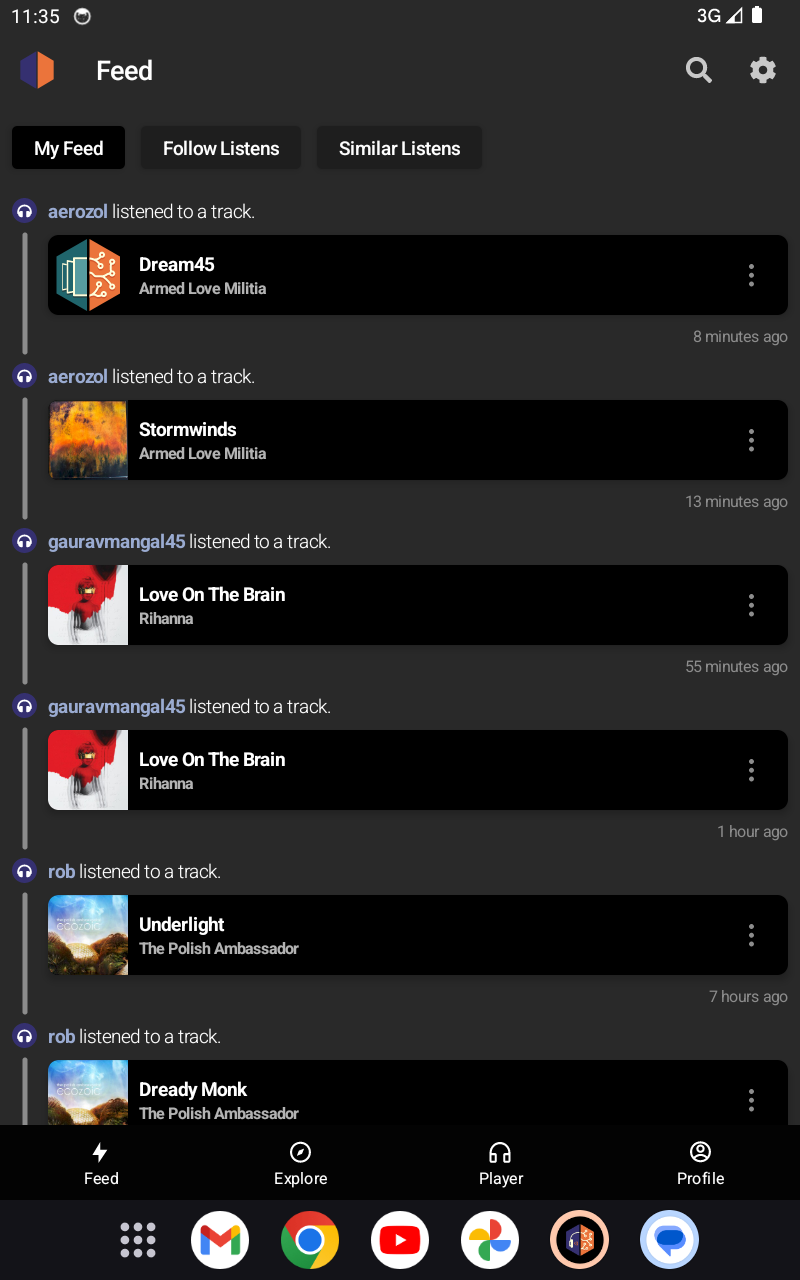 11:35
3G
Feed
My Feed
Follow Listens
Similar Listens
aerozol listened to a track.
Dream45
Armed Love Militia
8 minutes ago
aerozol listened to a track.
Stormwinds
Armed Love Militia
13 minutes ago
gauravmangal45 listened to a track.
Love On The Brain
Rihanna
55 minutes ago
gauravmangal45 listened to a track.
Love On The Brain
Rihanna
1 hour ago
rob listened to a track.
ecozoic
Underlight
The Polish Ambassador
7 hours ago
rob listened to a track.
ecozoic
Dready Monk
The Polish Ambassador
Feed
Explore
Player
Profile